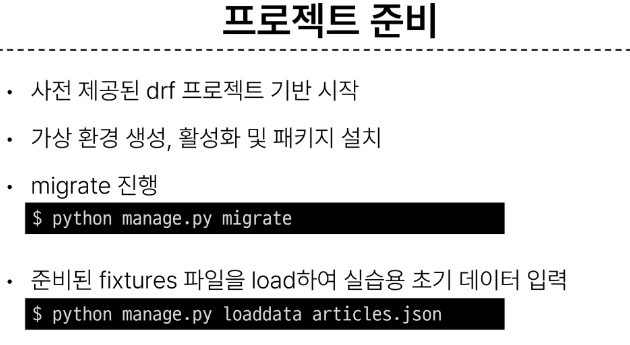 프로젝트 준비
• 사전 제공된 drf 프로젝트 기반 시작
• 가상 환경 생성, 활성화 및 패키지 설치
• migrate 진행
$ python manage.py migrate
• 준비된 fixtures 파일을 load하여 실습용 초기 데이터 입력
$ python manage.py loaddata articles.json